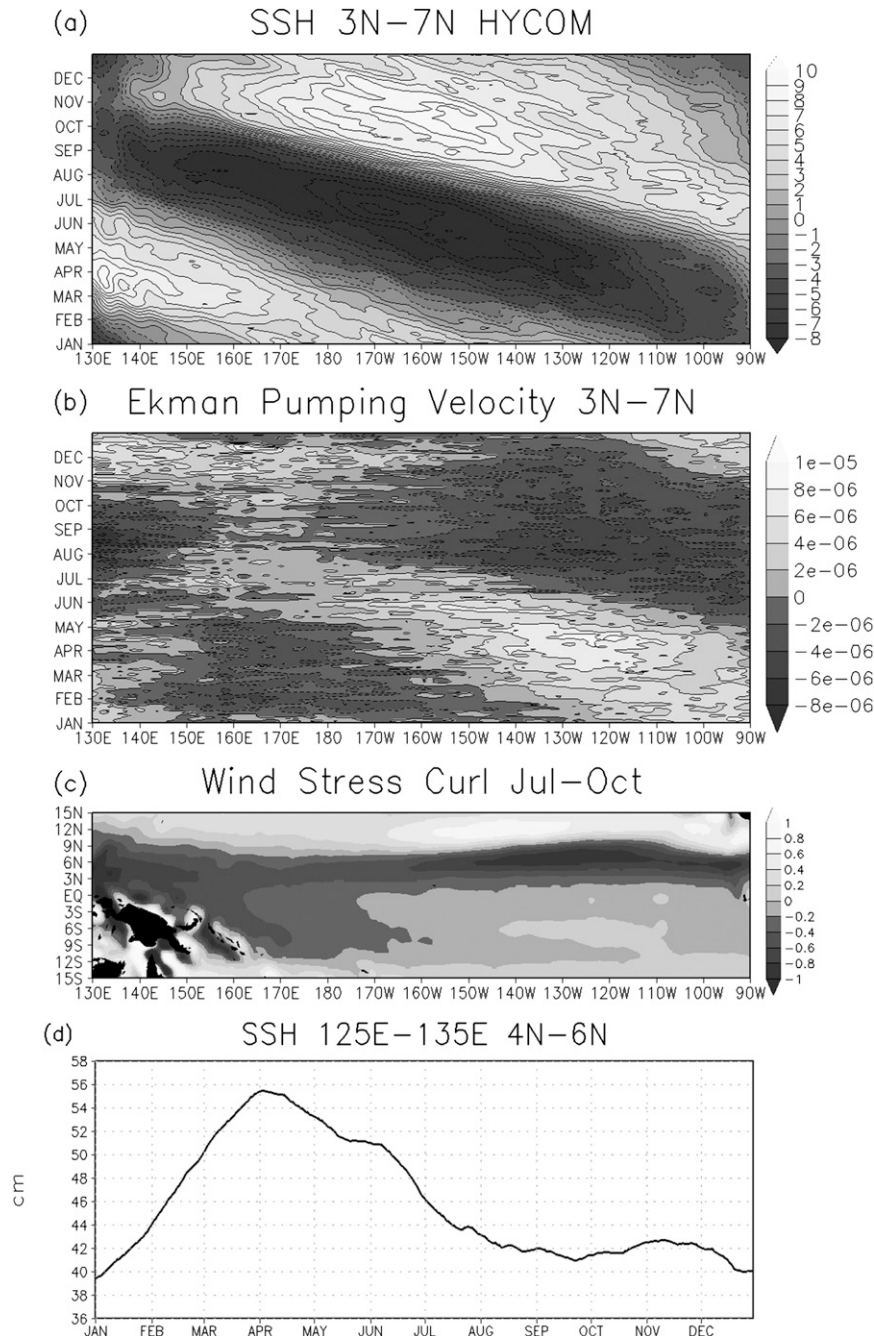 (a) SSH 3N-7N HYCOM
DEC
NOV
OCT
SEP
AUG
JUL
JUN
MAY
APR
MAR
FEB
JAN
130E 140E 150E 160E 170E 180 170W 160W 150W 140W 130W 120W 110W 100W 90W
10
9
8
7
6
5
4
3
2
1
0
-1
-2
-3
-4
-5
-6
-7
-8
(b) Ekman Pumping Velocity 3N-7N
DEC
NOV
OCT
SEP
AUG
JUL
JUN
MAY
APR
MAR
FEB
JAN
130E 140E 150E 160E 170E 180 170W 160W 150W 140W 130W 120W 110W 100W 90W
1e-05
8e-06
6e-06
4e-06
2e-06
0
-2e-06
-4e-06
-6e-06
-8e-06
(c) Wind Stress Curl Jul-Oct
15N
12N
9N
6N
3N
EQ
3S
6S
9S
12S
15S
130E 140E 150E 160E 170E 180 170W 160W 150W 140W 130W 120W 110W 100W 90W
1
0.8
0.6
0.4
0.2
0
-0.2
-0.4
-0.6
-0.8
-1
(d) SSH 125E-135E 4N-6N
58
56
54
52
50
48
46
44
42
40
38
36
cm
JAN FEB MAR APR MAY JUN JUL AUG SEP OCT NOV DEC